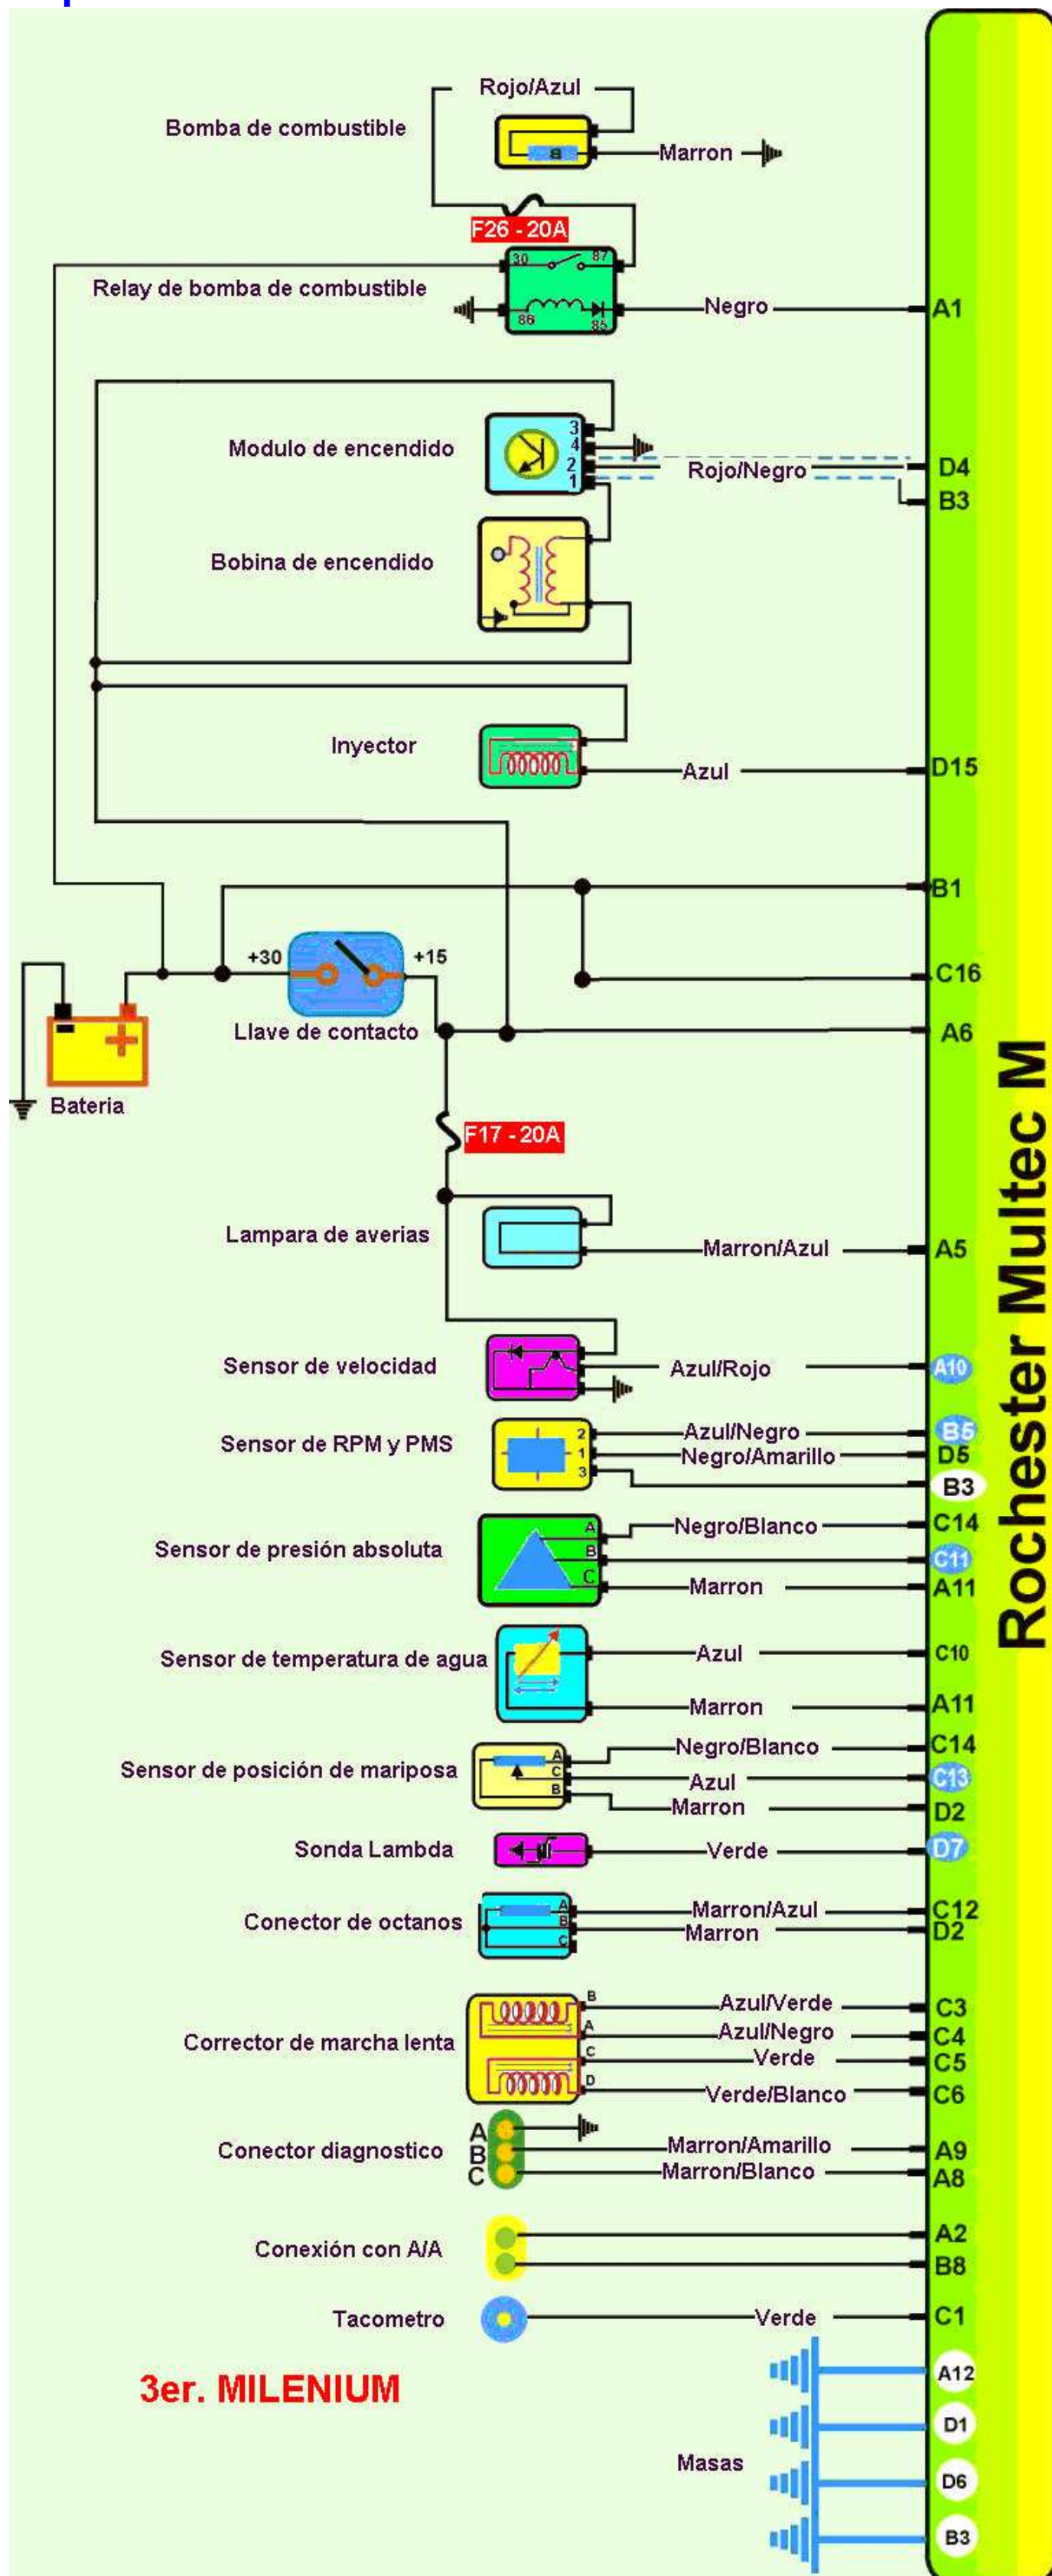 Rojo/Azul
Bomba de combustible
Marron
F26 - 20A
30 87
Relay de bomba de combustible
86 85
Negro
A1
Modulo de encendido
3
4
2
1
Rojo/Negro
D4
B3
Bobina de encendido
Inyector
Azul
D15
B1
+30
+15
C16
Llave de contacto
A6
Bateria
F17 - 20A
Lampara de averias
Marron/Azul
A5
Sensor de velocidad
Azul/Rojo
A10
Sensor de RPM y PMS
2
1
3
Azul/Negro
B5
Negro/Amarillo
D5
B3
Sensor de presión absoluta
A
B
C
Negro/Blanco
C14
C11
Marron
A11
Sensor de temperatura de agua
Azul
C10
Marron
A11
Sensor de posición de mariposa
A
C
B
Negro/Blanco
C14
Azul
C13
Marron
D2
Sonda Lambda
Verde
D7
Conector de octanos
A
B
C
Marron/Azul
C12
Marron
D2
Corrector de marcha lenta
B
A
C
D
Azul/Verde
C3
Azul/Negro
C4
Verde
C5
Verde/Blanco
C6
Conector diagnostico
A
B
C
Marron/Amarillo
A9
Marron/Blanco
A8
Conexión con A/A
A2
B8
Tacometro
Verde
C1
3er. MILENIUM
Masas
A12
D1
D6
B3
Rochester Multec M